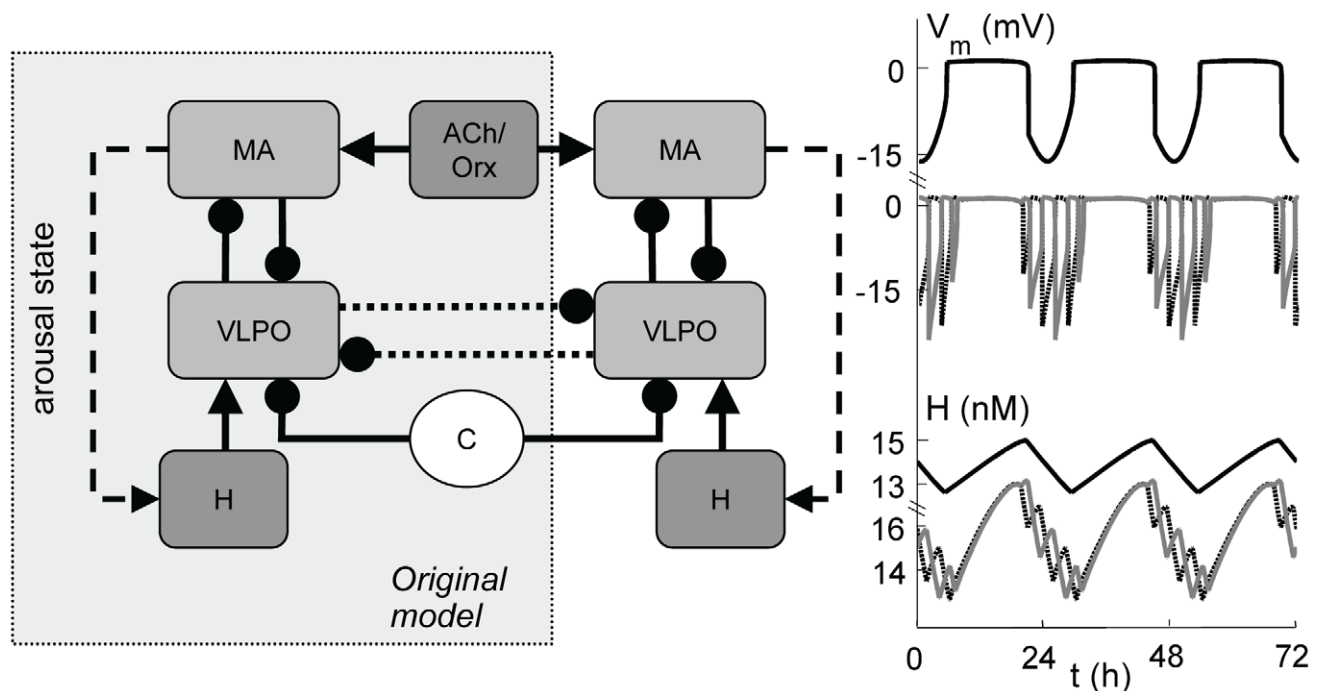 MA
ACh/
Orx
MA
arousal state
VLPO
VLPO
C
H
H
Original
model
Vm (mV)
0
-15
0
-15
H (nM)
15
13
16
14
0
24
48
72
t (h)